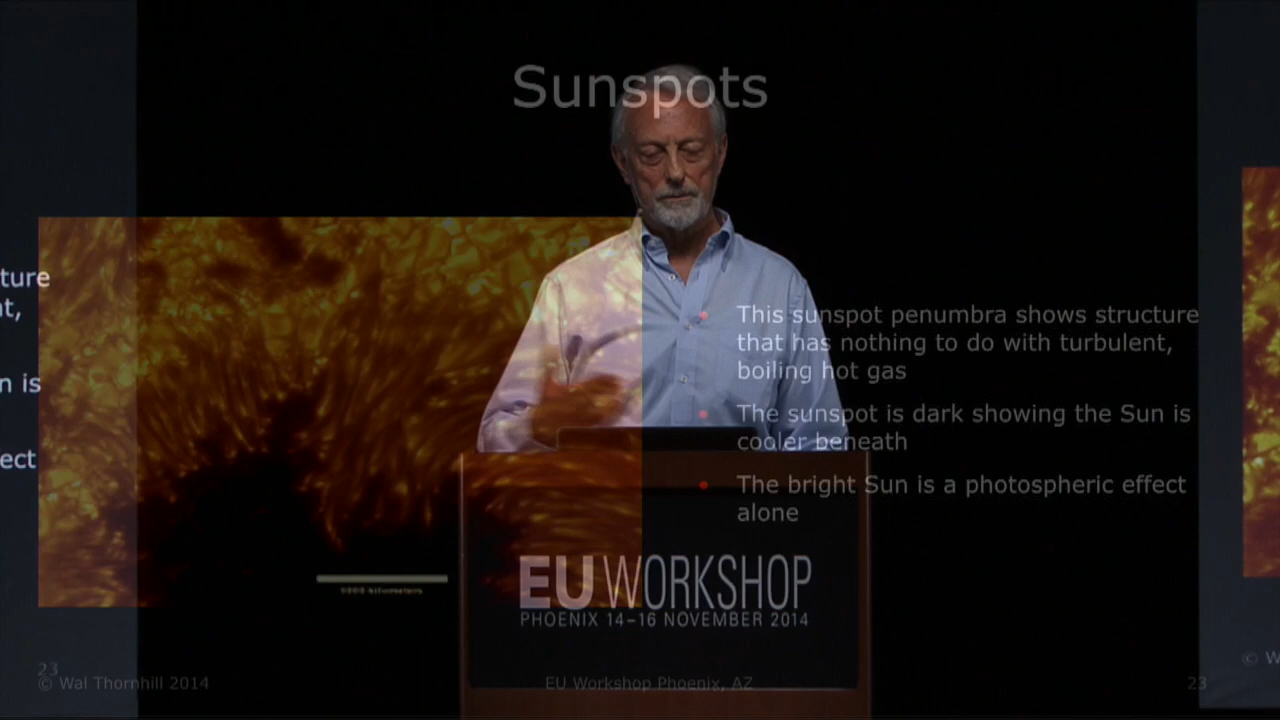 Sunspots
ture
t,
n is
ect
This sunspot penumbra shows structure
that has nothing to do with turbulent,
boiling hot gas
The sunspot is dark showing the Sun is
cooler beneath
The bright Sun is a photospheric effect
alone
EU WORKSHOP
PHOENIX 14–16 NOVEMBER 2014
23
© Wal Thornhill 2014
EU Workshop Phoenix, AZ
23
© W